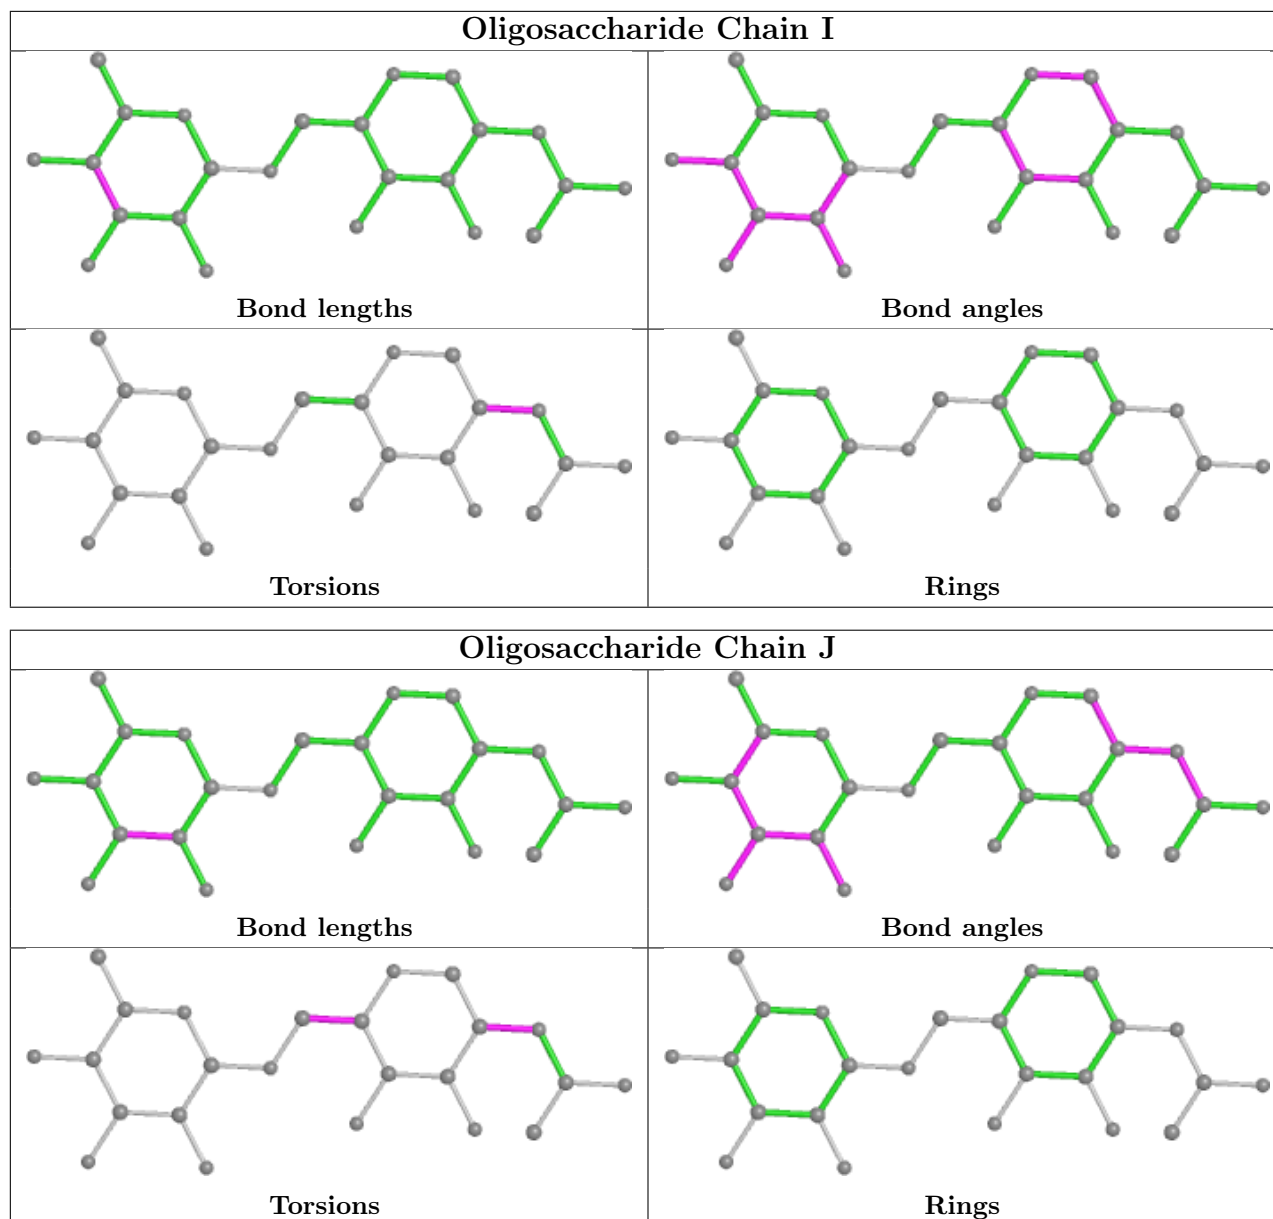 Oligosaccharide Chain I
Bond lengths
Bond angles
Torsions
Rings
Oligosaccharide Chain J
Bond lengths
Bond angles
Torsions
Rings